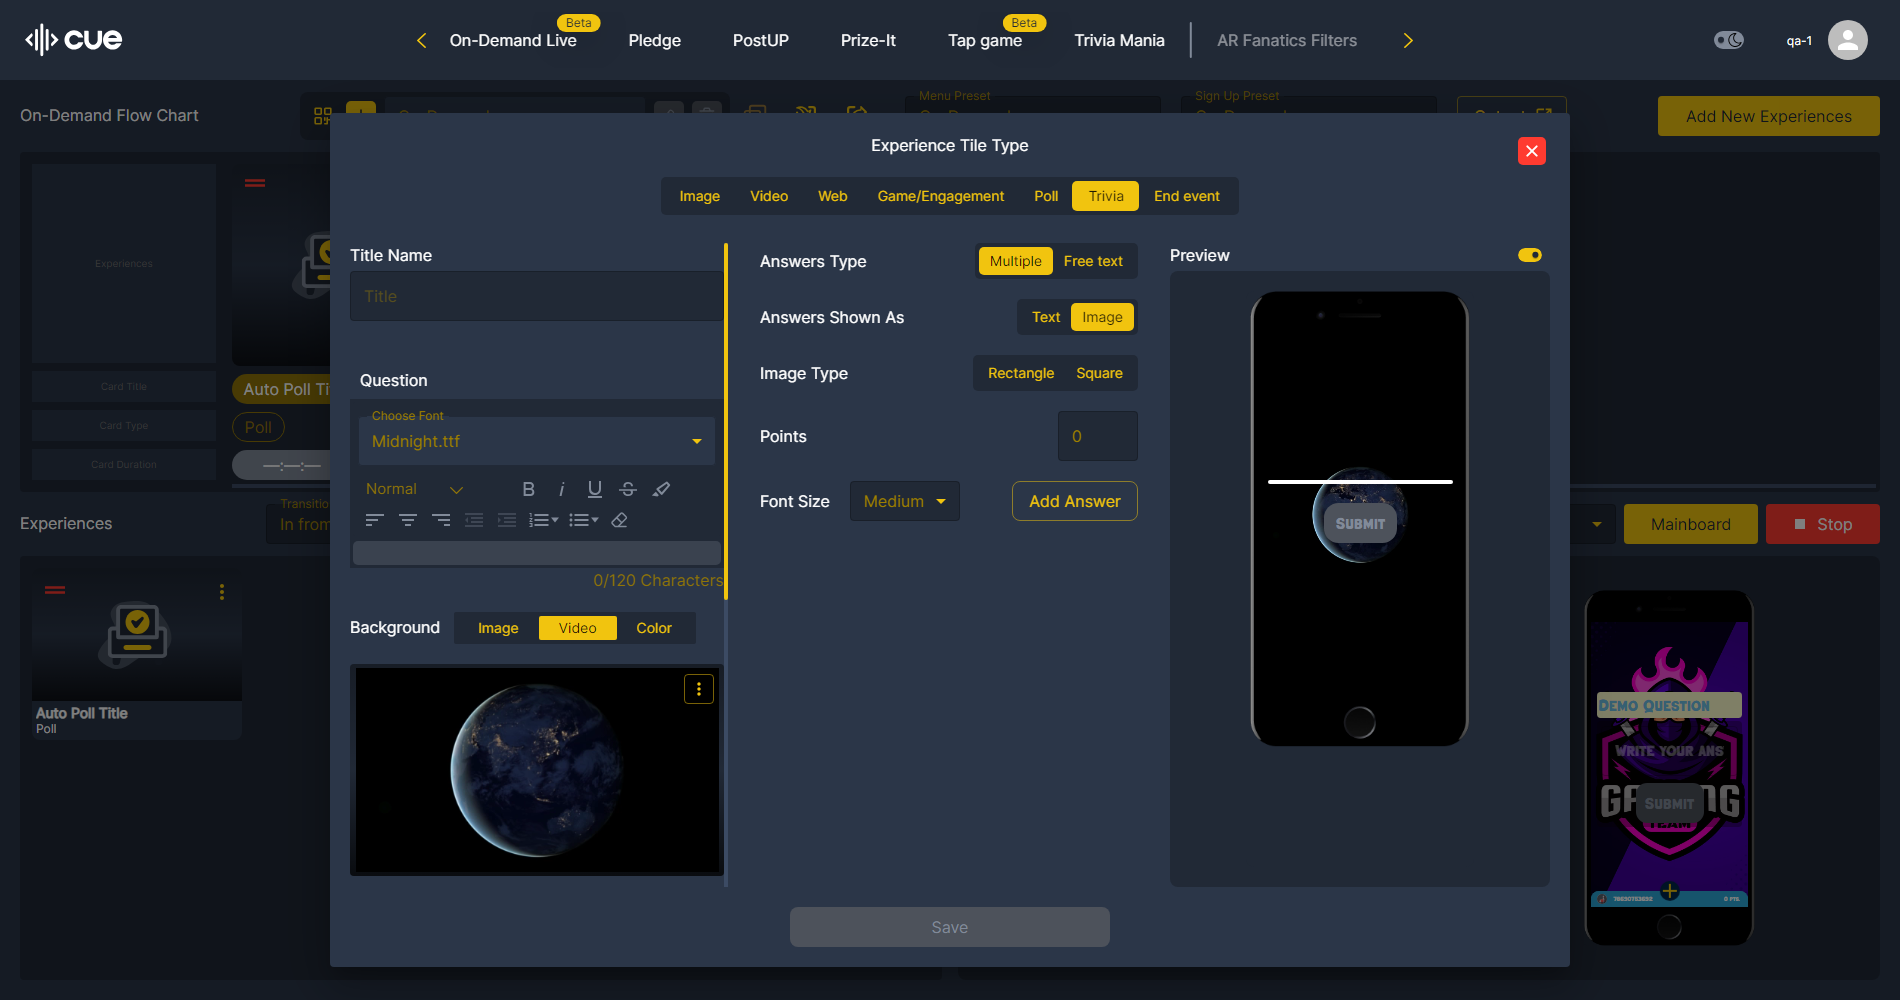 cue
On-Demand Live
Beta
Pledge
PostUP
Prize-It
Tap game
Beta
Trivia Mania
AR Fanatics Filters
qa-1
On-Demand Flow Chart
Menu Preset
Sign Up Preset
Add New Experiences
Experiences
Card Title
Card Type
Card Duration
Auto Poll Ti
Poll
—:—:—
Experiences
Transitio
In from
Mainboard
Stop
Auto Poll Title
Poll
Experience Tile Type
Image
Video
Web
Game/Engagement
Poll
Trivia
End event
Title Name
Title
Question
Choose Font
Midnight.ttf
Normal
B i U S
0/120 Characters
Background
Image
Video
Color
Answers Type
Multiple
Free text
Answers Shown As
Text
Image
Image Type
Rectangle
Square
Points
0
Font Size
Medium
Add Answer
Preview
SUBMIT
Save
DEMO QUESTION
WRITE YOUR ANS
SUBMIT
TEAM
0 PTS.